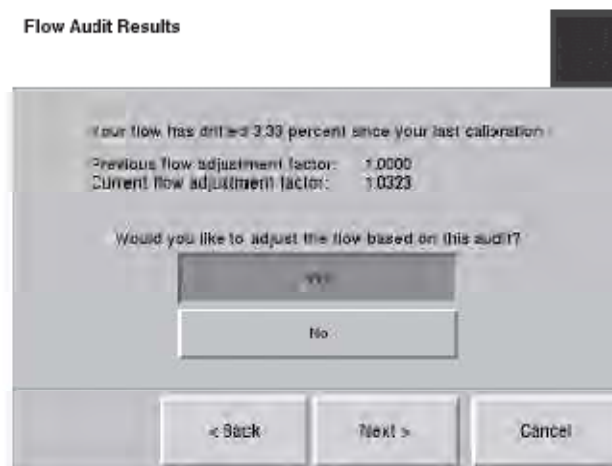 Flow Audit Results
Your flow has drifted 3.33 percent since your last calibration.
Previous flow adjustment factor: 1.0000
Current flow adjustment factor: 1.0323
Would you like to adjust the flow based on this audit?
Yes
No
< Back
Next >
Cancel